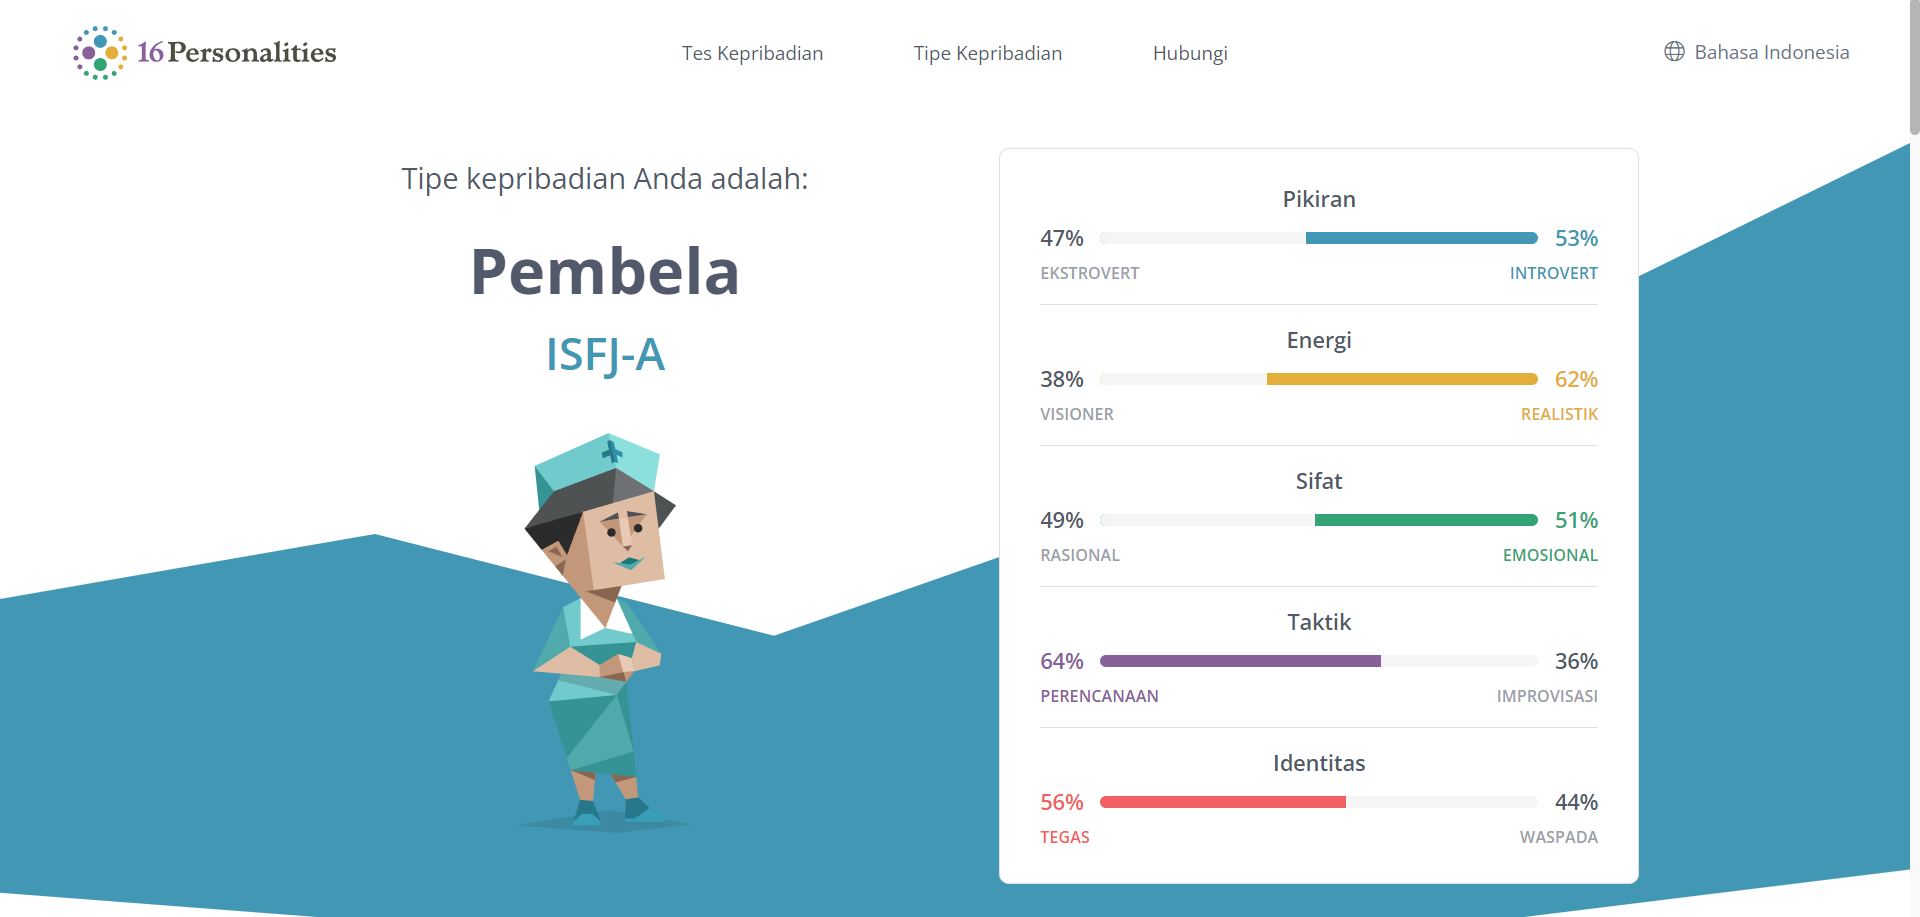 16Personalities
Tes Kepribadian
Tipe Kepribadian
Hubungi
Bahasa Indonesia
Tipe kepribadian Anda adalah:
Pembela
ISFJ-A
Pikiran
47% 53%
EKSTROVERT INTROVERT
Energi
38% 62%
VISIONER REALISTIK
Sifat
49% 51%
RASIONAL EMOSIONAL
Taktik
64% 36%
PERENCANAAN IMPROVISASI
Identitas
56% 44%
TEGAS WASPADA